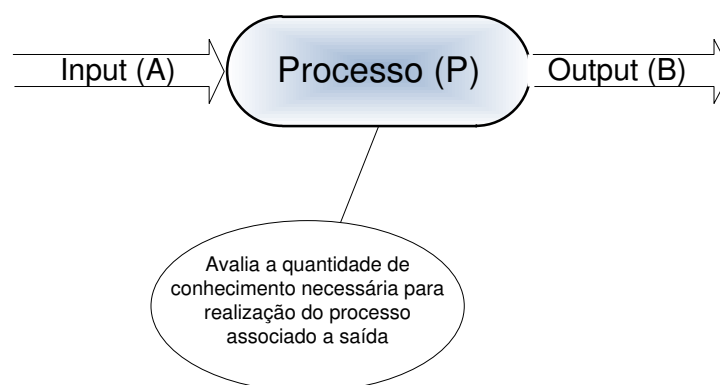 Input (A)
Processo (P)
Output (B)
Avalia a quantidade de
conhecimento necessária para
realização do processo
associado a saída